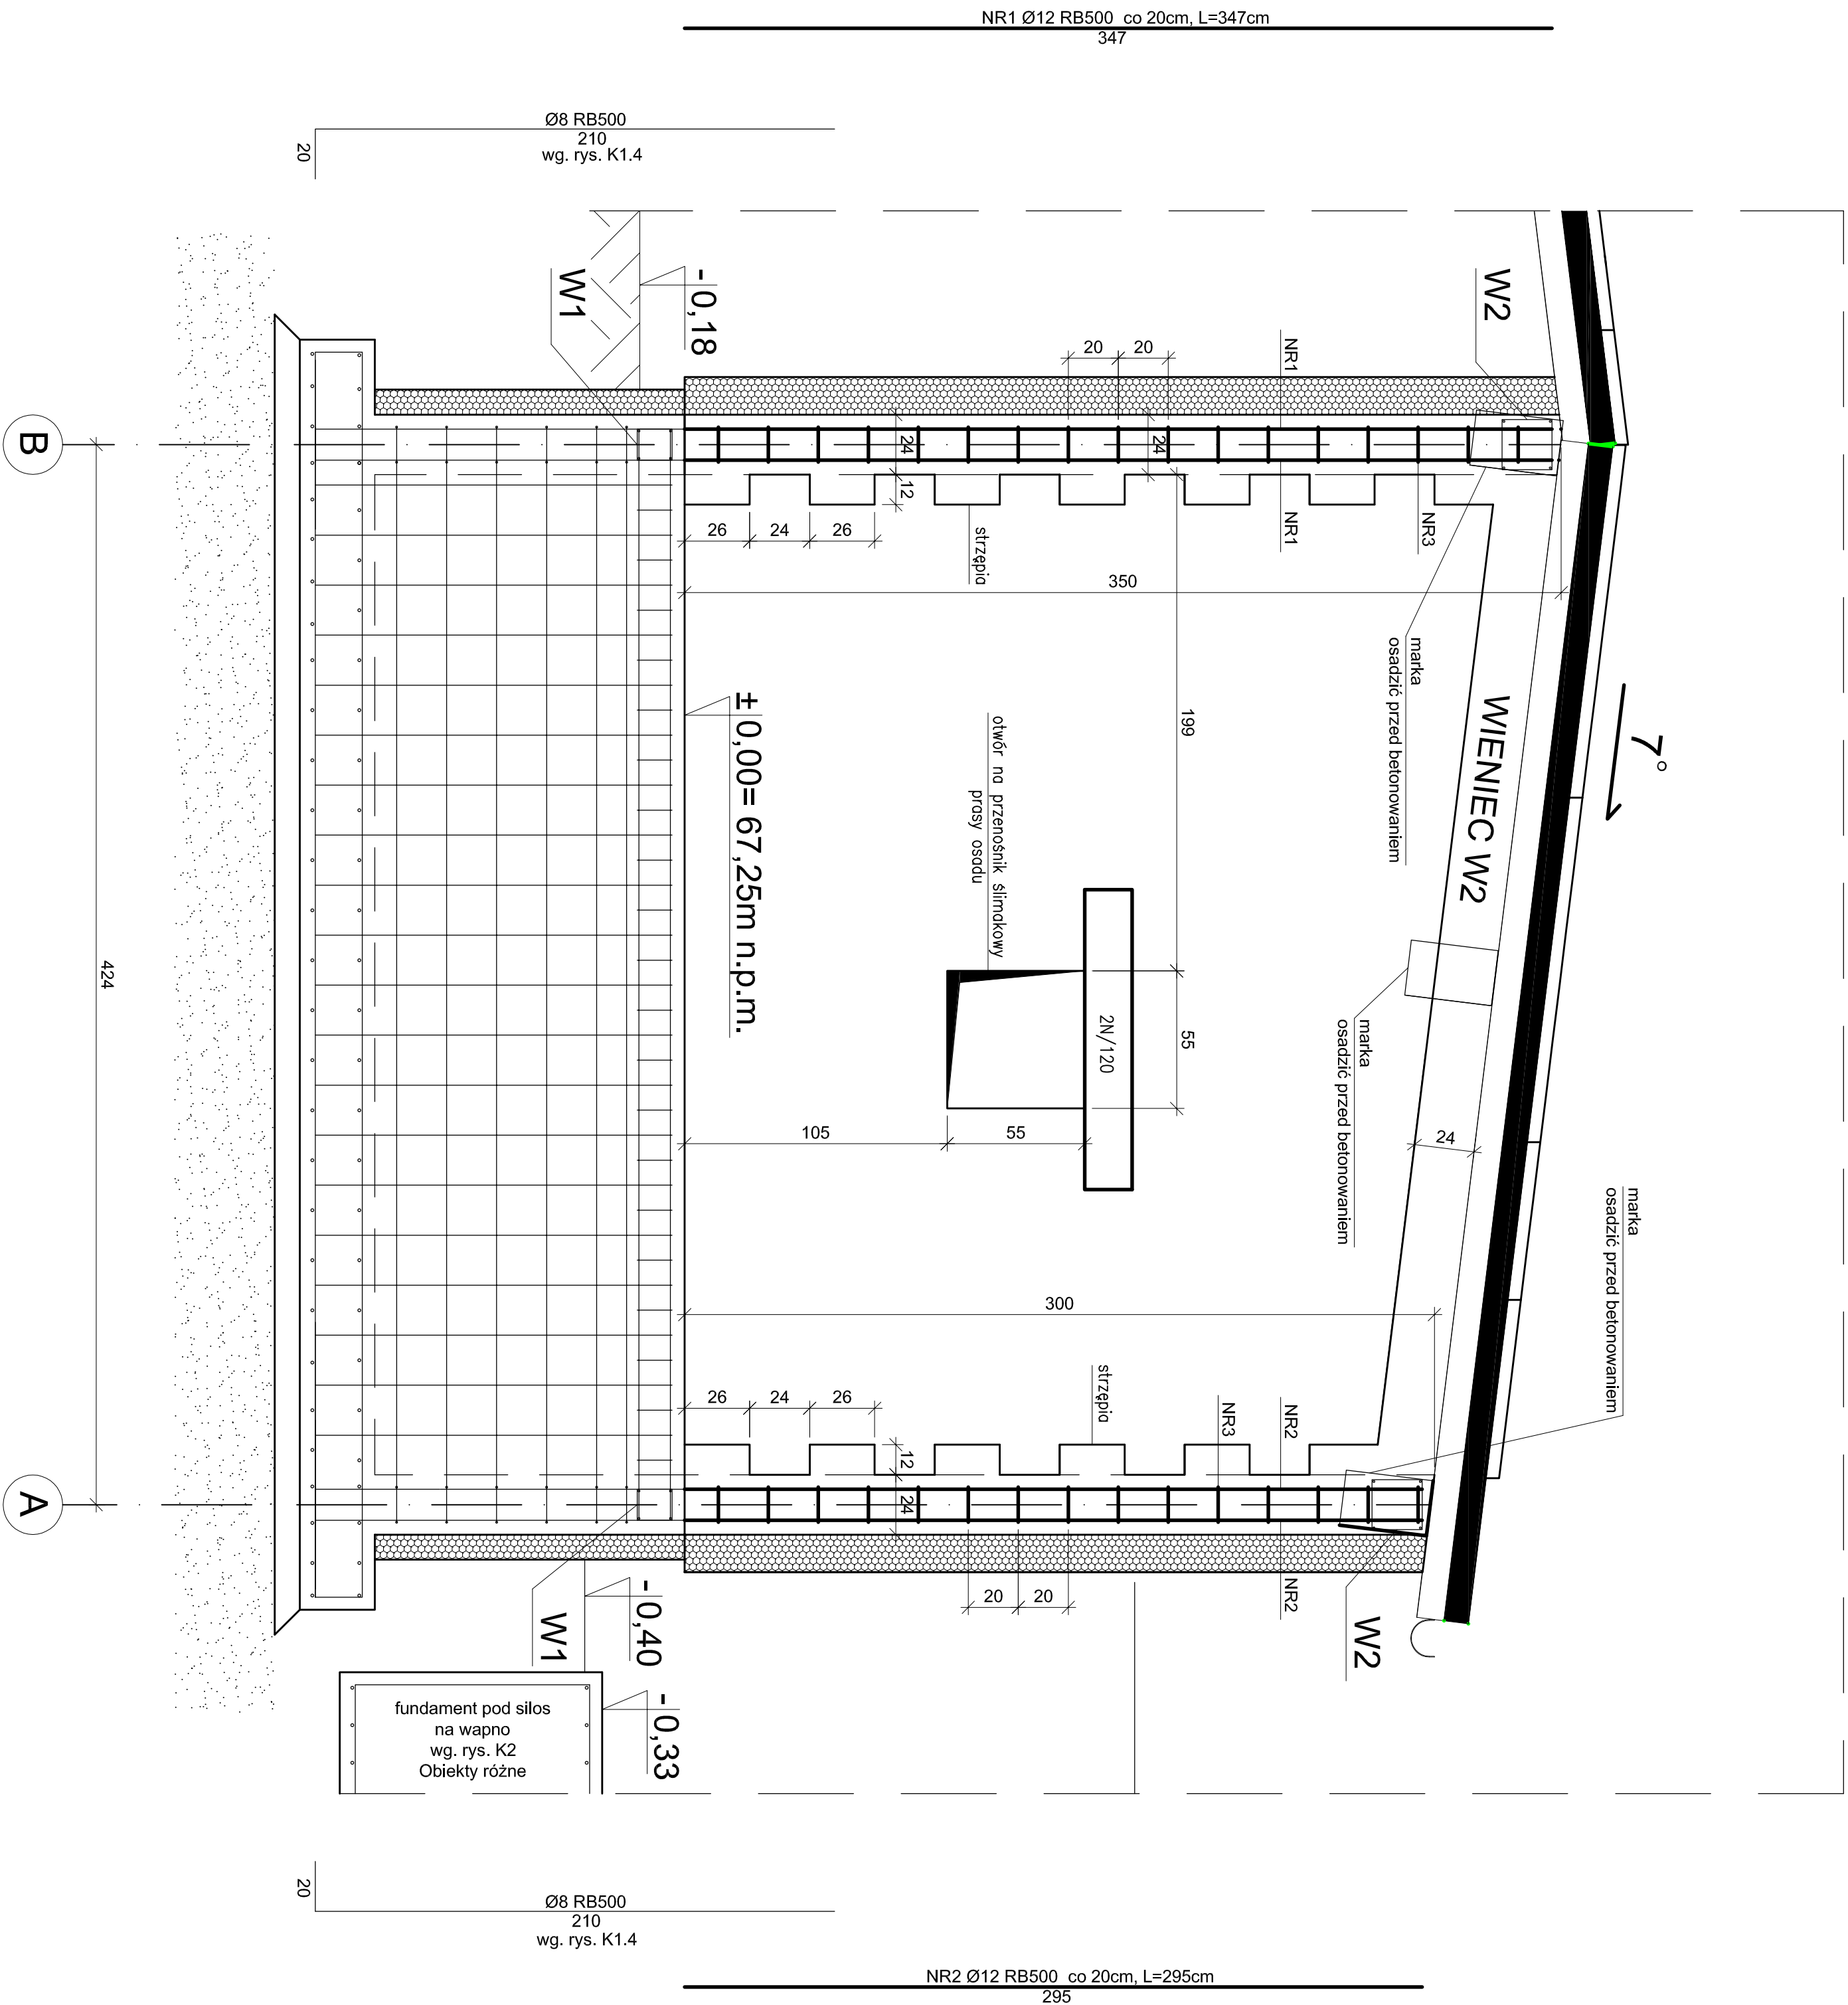 NR1 Ø12 RB500 co 20cm, L=347cm
347
Ø8 RB500
210
wg. rys. K1.4
20
W1
-0,18
W2
20
20
NR1
24
24
12
B
26
24
26
strzępia
NR1
NR3
350
marka
osadzić przed betonowaniem
7°
WIENIEC W2
199
otwór na przenośnik ślimakowy
prasy osadu
±0,00= 67,25m n.p.m.
424
2N/120
55
105
55
marka
osadzić przed betonowaniem
24
marka
osadzić przed betonowaniem
300
26
24
26
strzępia
NR3
NR2
12
24
A
20
20
NR2
W2
W1
-0,40
-0,33
fundament pod silos
na wapno
wg. rys. K2
Obiekty różne
20
Ø8 RB500
210
wg. rys. K1.4
NR2 Ø12 RB500 co 20cm, L=295cm
295